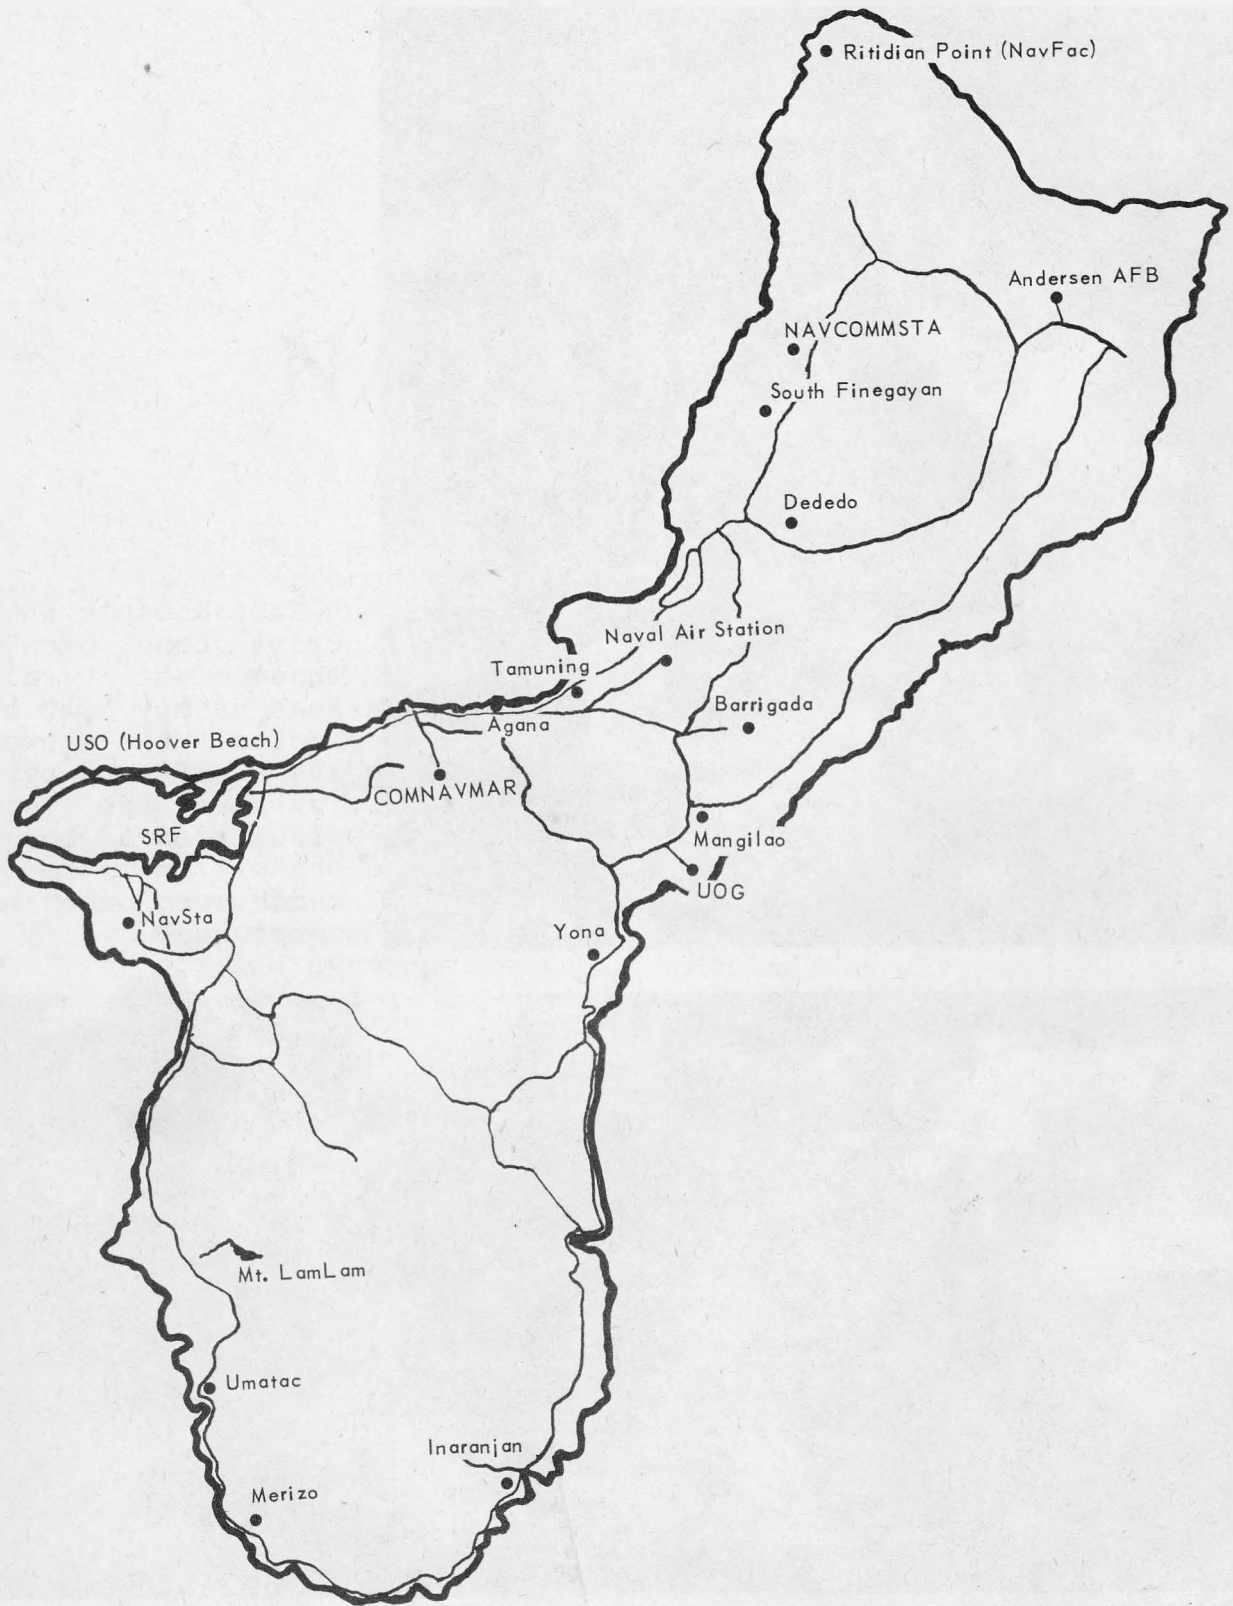 Ritidian Point (NavFac)
Andersen AFB
NAVCOMMSTA
South Finegayan
Dededo
Naval Air Station
Tamuning
Barrigada
Agana
USO (Hoover Beach)
COMNAVMAR
SRF
Mangilao
UOG
NavSta
Yona
Mt. LamLam
Umatac
Inaranjan
Merizo